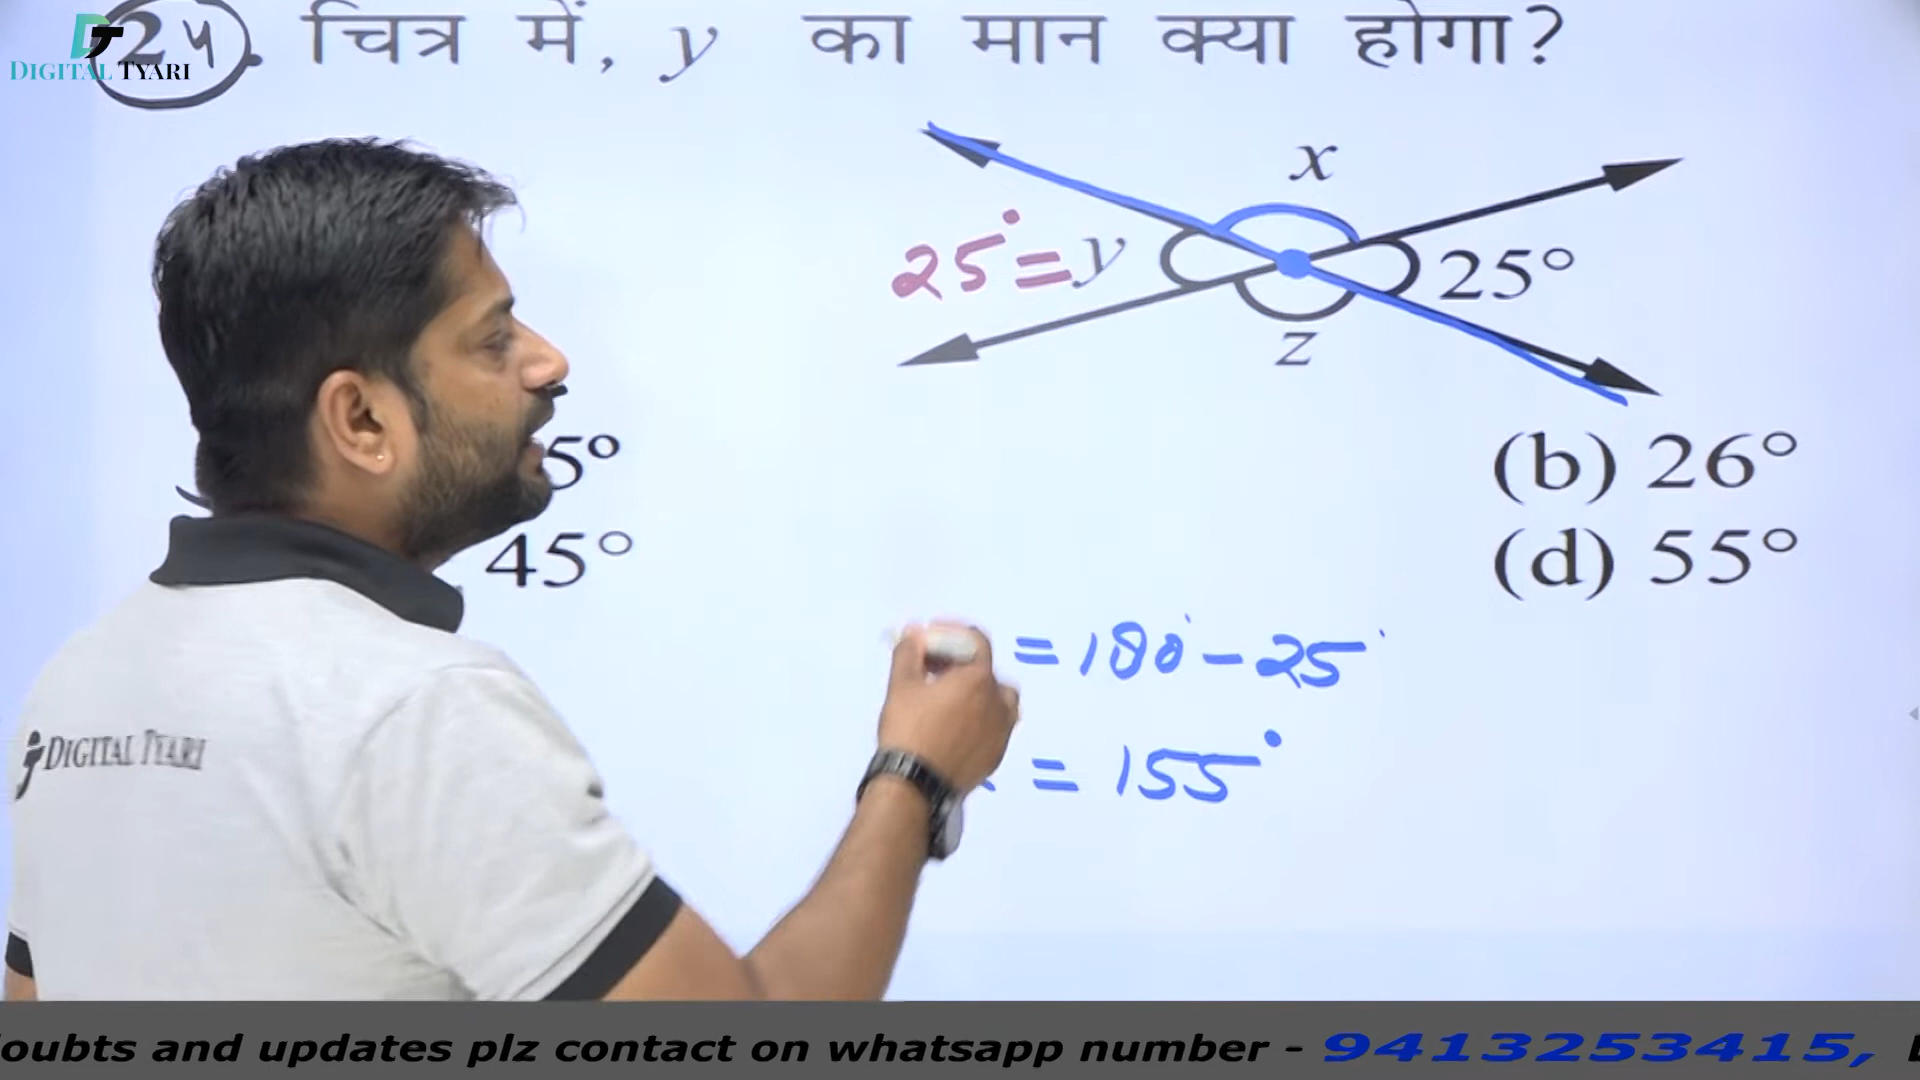 24. चित्र में, y का मान क्या होगा?
DIGITAL TYARI
x
25° = y
25°
z
5°
(b) 26°
45°
(d) 55°
= 180° - 25°
= 155°
DIGITAL TYARI
doubts and updates plz contact on whatsapp number - 9413253415,